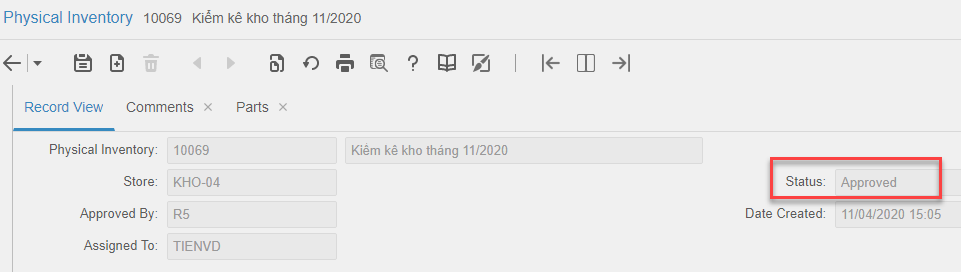 Physical Inventory 10069 Kiểm kê kho tháng 11/2020
Record View Comments × Parts ×
Physical Inventory: 10069 Kiểm kê kho tháng 11/2020
Store: KHO-04 Status: Approved
Approved By: R5 Date Created: 11/04/2020 15:05
Assigned To: TIENVD